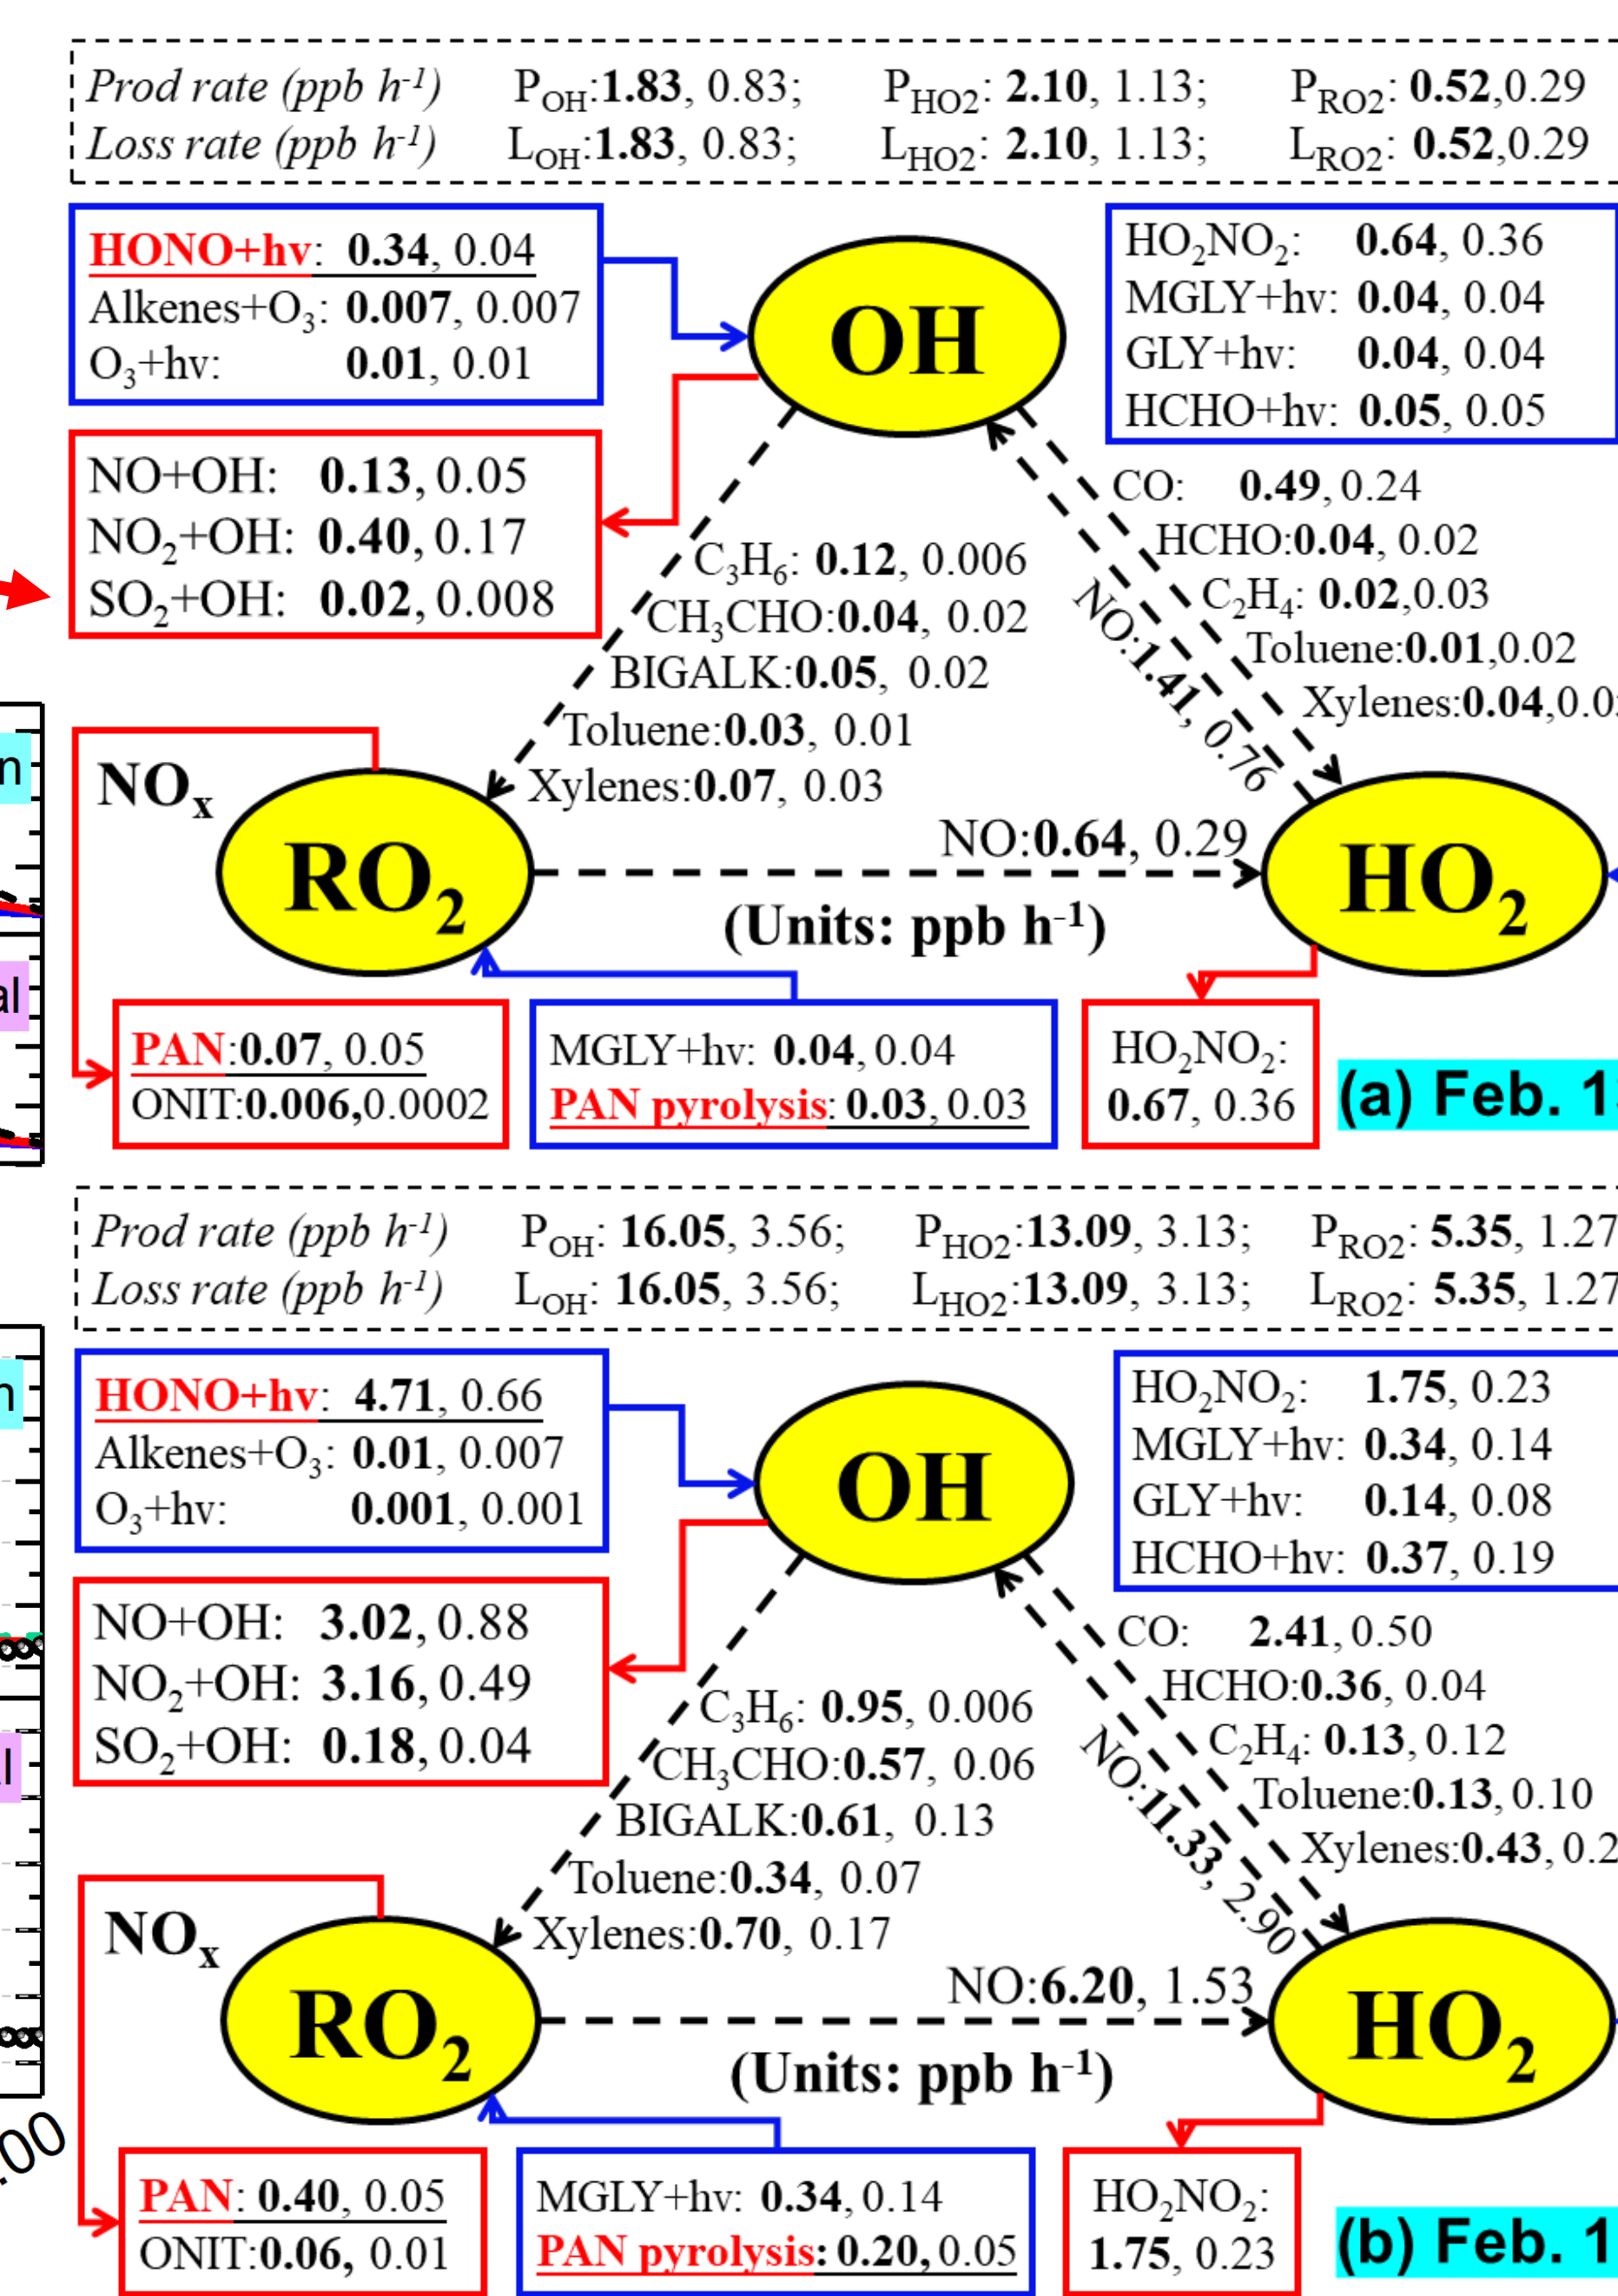 Prod rate (ppb h-1) POH:1.83, 0.83; PHO2: 2.10, 1.13; PRO2: 0.52,0.29
Loss rate (ppb h-1) LOH:1.83, 0.83; LHO2: 2.10, 1.13; LRO2: 0.52,0.29
HONO+hv: 0.34, 0.04
Alkenes+O3: 0.007, 0.007
O3+hv: 0.01, 0.01
OH
HO2NO2: 0.64, 0.36
MGLY+hv: 0.04, 0.04
GLY+hv: 0.04, 0.04
HCHO+hv: 0.05, 0.05
NO+OH: 0.13, 0.05
NO2+OH: 0.40, 0.17
SO2+OH: 0.02, 0.008
C3H6: 0.12, 0.006
CH3CHO:0.04, 0.02
BIGALK:0.05, 0.02
Toluene:0.03, 0.01
Xylenes:0.07, 0.03
NO:1.41, 0.76
CO: 0.49, 0.24
HCHO:0.04, 0.02
C2H4: 0.02,0.03
Toluene:0.01,0.02
Xylenes:0.04,
NOx
RO2
NO:0.64, 0.29
(Units: ppb h-1)
HO2
PAN:0.07, 0.05
ONIT:0.006,0.0002
MGLY+hv: 0.04, 0.04
PAN pyrolysis: 0.03, 0.03
HO2NO2:
0.67, 0.36
(a) Feb.
Prod rate (ppb h-1) POH: 16.05, 3.56; PHO2:13.09, 3.13; PRO2: 5.35, 1.27
Loss rate (ppb h-1) LOH: 16.05, 3.56; LHO2:13.09, 3.13; LRO2: 5.35, 1.27
HONO+hv: 4.71, 0.66
Alkenes+O3: 0.01, 0.007
O3+hv: 0.001, 0.001
OH
HO2NO2: 1.75, 0.23
MGLY+hv: 0.34, 0.14
GLY+hv: 0.14, 0.08
HCHO+hv: 0.37, 0.19
NO+OH: 3.02, 0.88
NO2+OH: 3.16, 0.49
SO2+OH: 0.18, 0.04
C3H6: 0.95, 0.006
CH3CHO:0.57, 0.06
BIGALK:0.61, 0.13
Toluene:0.34, 0.07
Xylenes:0.70, 0.17
NO:11.33, 2.90
CO: 2.41, 0.50
HCHO:0.36, 0.04
C2H4: 0.13, 0.12
Toluene:0.13, 0.10
Xylenes:0.43,
NOx
RO2
NO:6.20, 1.53
(Units: ppb h-1)
HO2
PAN: 0.40, 0.05
ONIT:0.06, 0.01
MGLY+hv: 0.34, 0.14
PAN pyrolysis: 0.20, 0.05
HO2NO2:
1.75, 0.23
(b) Feb.